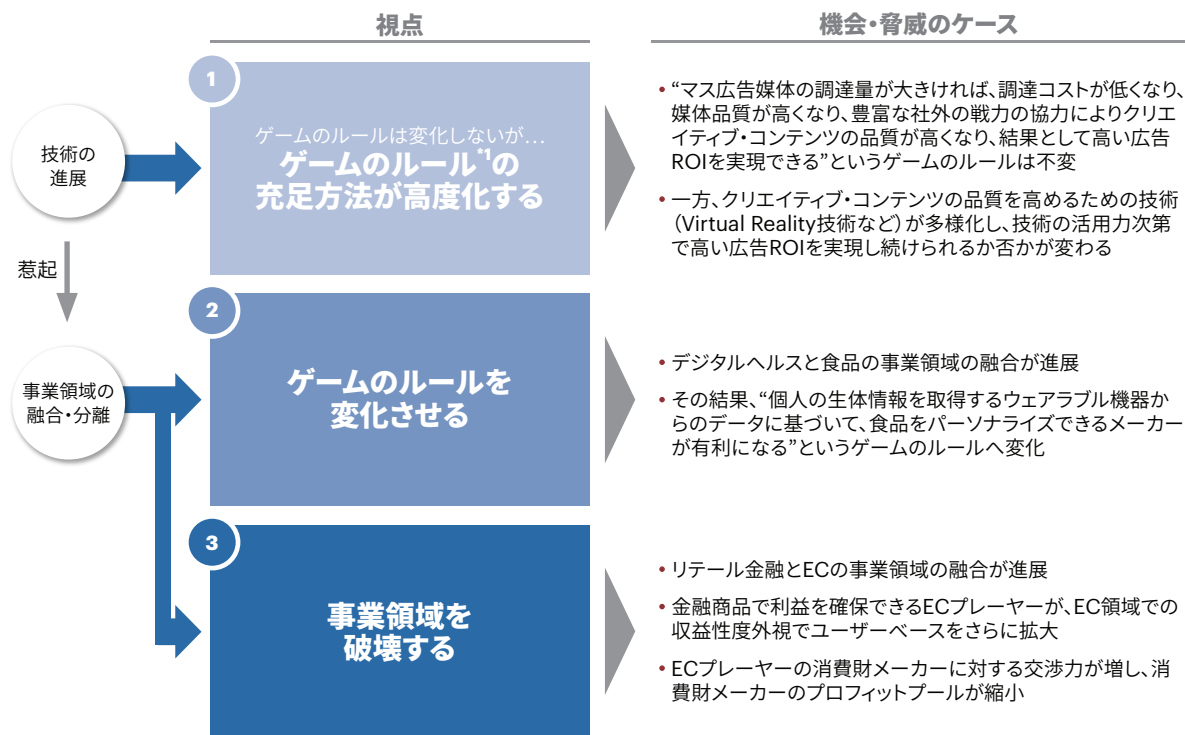 視点
機会・脅威のケース
技術の
進展
惹起
事業領域の
融合・分離
1
ゲームのルールは変化しないが…
ゲームのルール*1の
充足方法が高度化する
• “マス広告媒体の調達量が大きければ、調達コストが低くなり、
媒体品質が高くなり、豊富な社外の戦力の協力によりクリエ
イティブ・コンテンツの品質が高くなり、結果として高い広告
ROIを実現できる”というゲームのルールは不変
• 一方、クリエイティブ・コンテンツの品質を高めるための技術
（Virtual Reality技術など）が多様化し、技術の活用力次第
で高い広告ROIを実現し続けられるか否かが変わる
2
ゲームのルールを
変化させる
• デジタルヘルスと食品の事業領域の融合が進展
• その結果、“個人の生体情報を取得するウェアラブル機器か
らのデータに基づいて、食品をパーソナライズできるメーカー
が有利になる”というゲームのルールへ変化
3
事業領域を
破壊する
• リテール金融とECの事業領域の融合が進展
• 金融商品で利益を確保できるECプレーヤーが、EC領域での
収益性度外視でユーザーベースをさらに拡大
• ECプレーヤーの消費財メーカーに対する交渉力が増し、消
費財メーカーのプロフィットプールが縮小